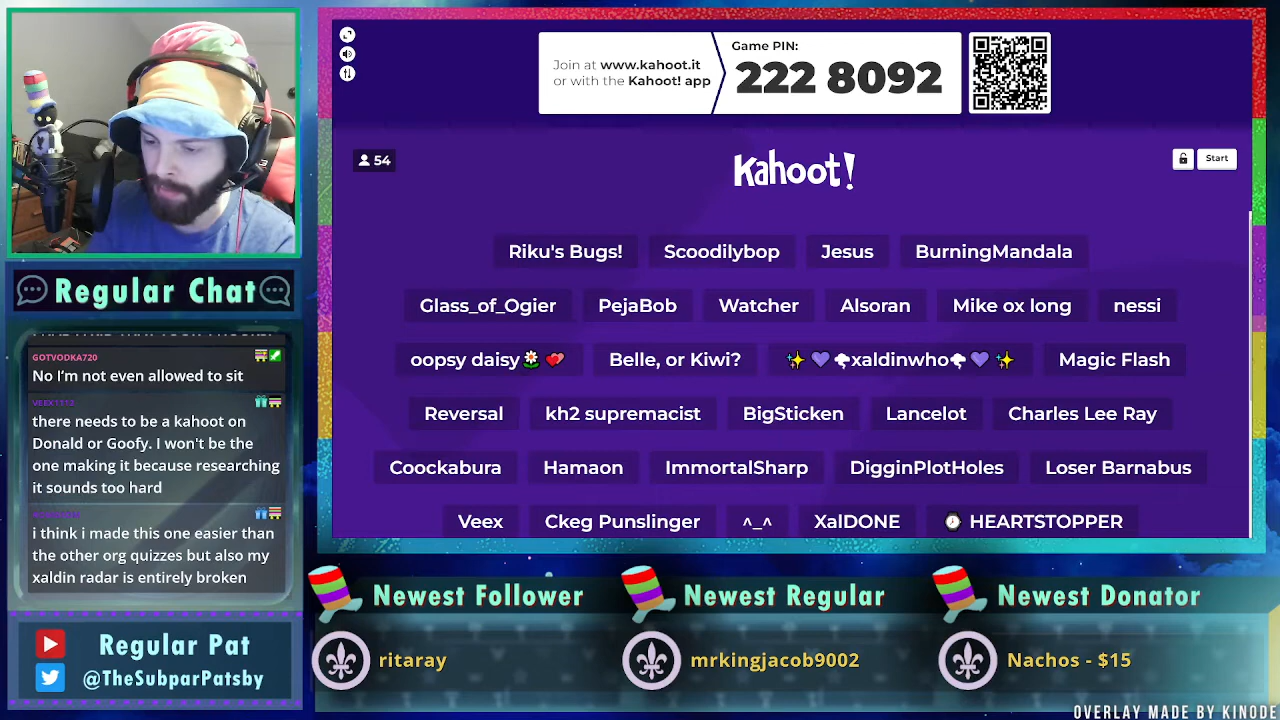 Join at www.kahoot.it
or with the Kahoot! app
Game PIN:
222 8092
54
Kahoot!
Start
Riku's Bugs!
Scoodilybop
Jesus
BurningMandala
Glass_of_Ogier
PejaBob
Watcher
Alsoran
Mike ox long
nessi
oopsy daisy🌼💕
Belle, or Kiwi?
✨💜🌪️xaldinwho🌪️💜✨
Magic Flash
Reversal
kh2 supremacist
BigSticken
Lancelot
Charles Lee Ray
Coockabura
Hamaon
ImmortalSharp
DigginPlotHoles
Loser Barnabus
Veex
Ckeg Punslinger
^_^
XalDONE
⌚ HEARTSTOPPER
Regular Chat
GOTVODKA720
No I’m not even allowed to sit
VEEX1112
there needs to be a kahoot on
Donald or Goofy. I won't be the
one making it because researching
it sounds too hard
i think i made this one easier than
the other org quizzes but also my
xaldin radar is entirely broken
Regular Pat
@TheSubparPatsby
Newest Follower
ritaray
Newest Regular
mrkingjacob9002
Newest Donator
Nachos - $15
OVERLAY MADE BY KINODE